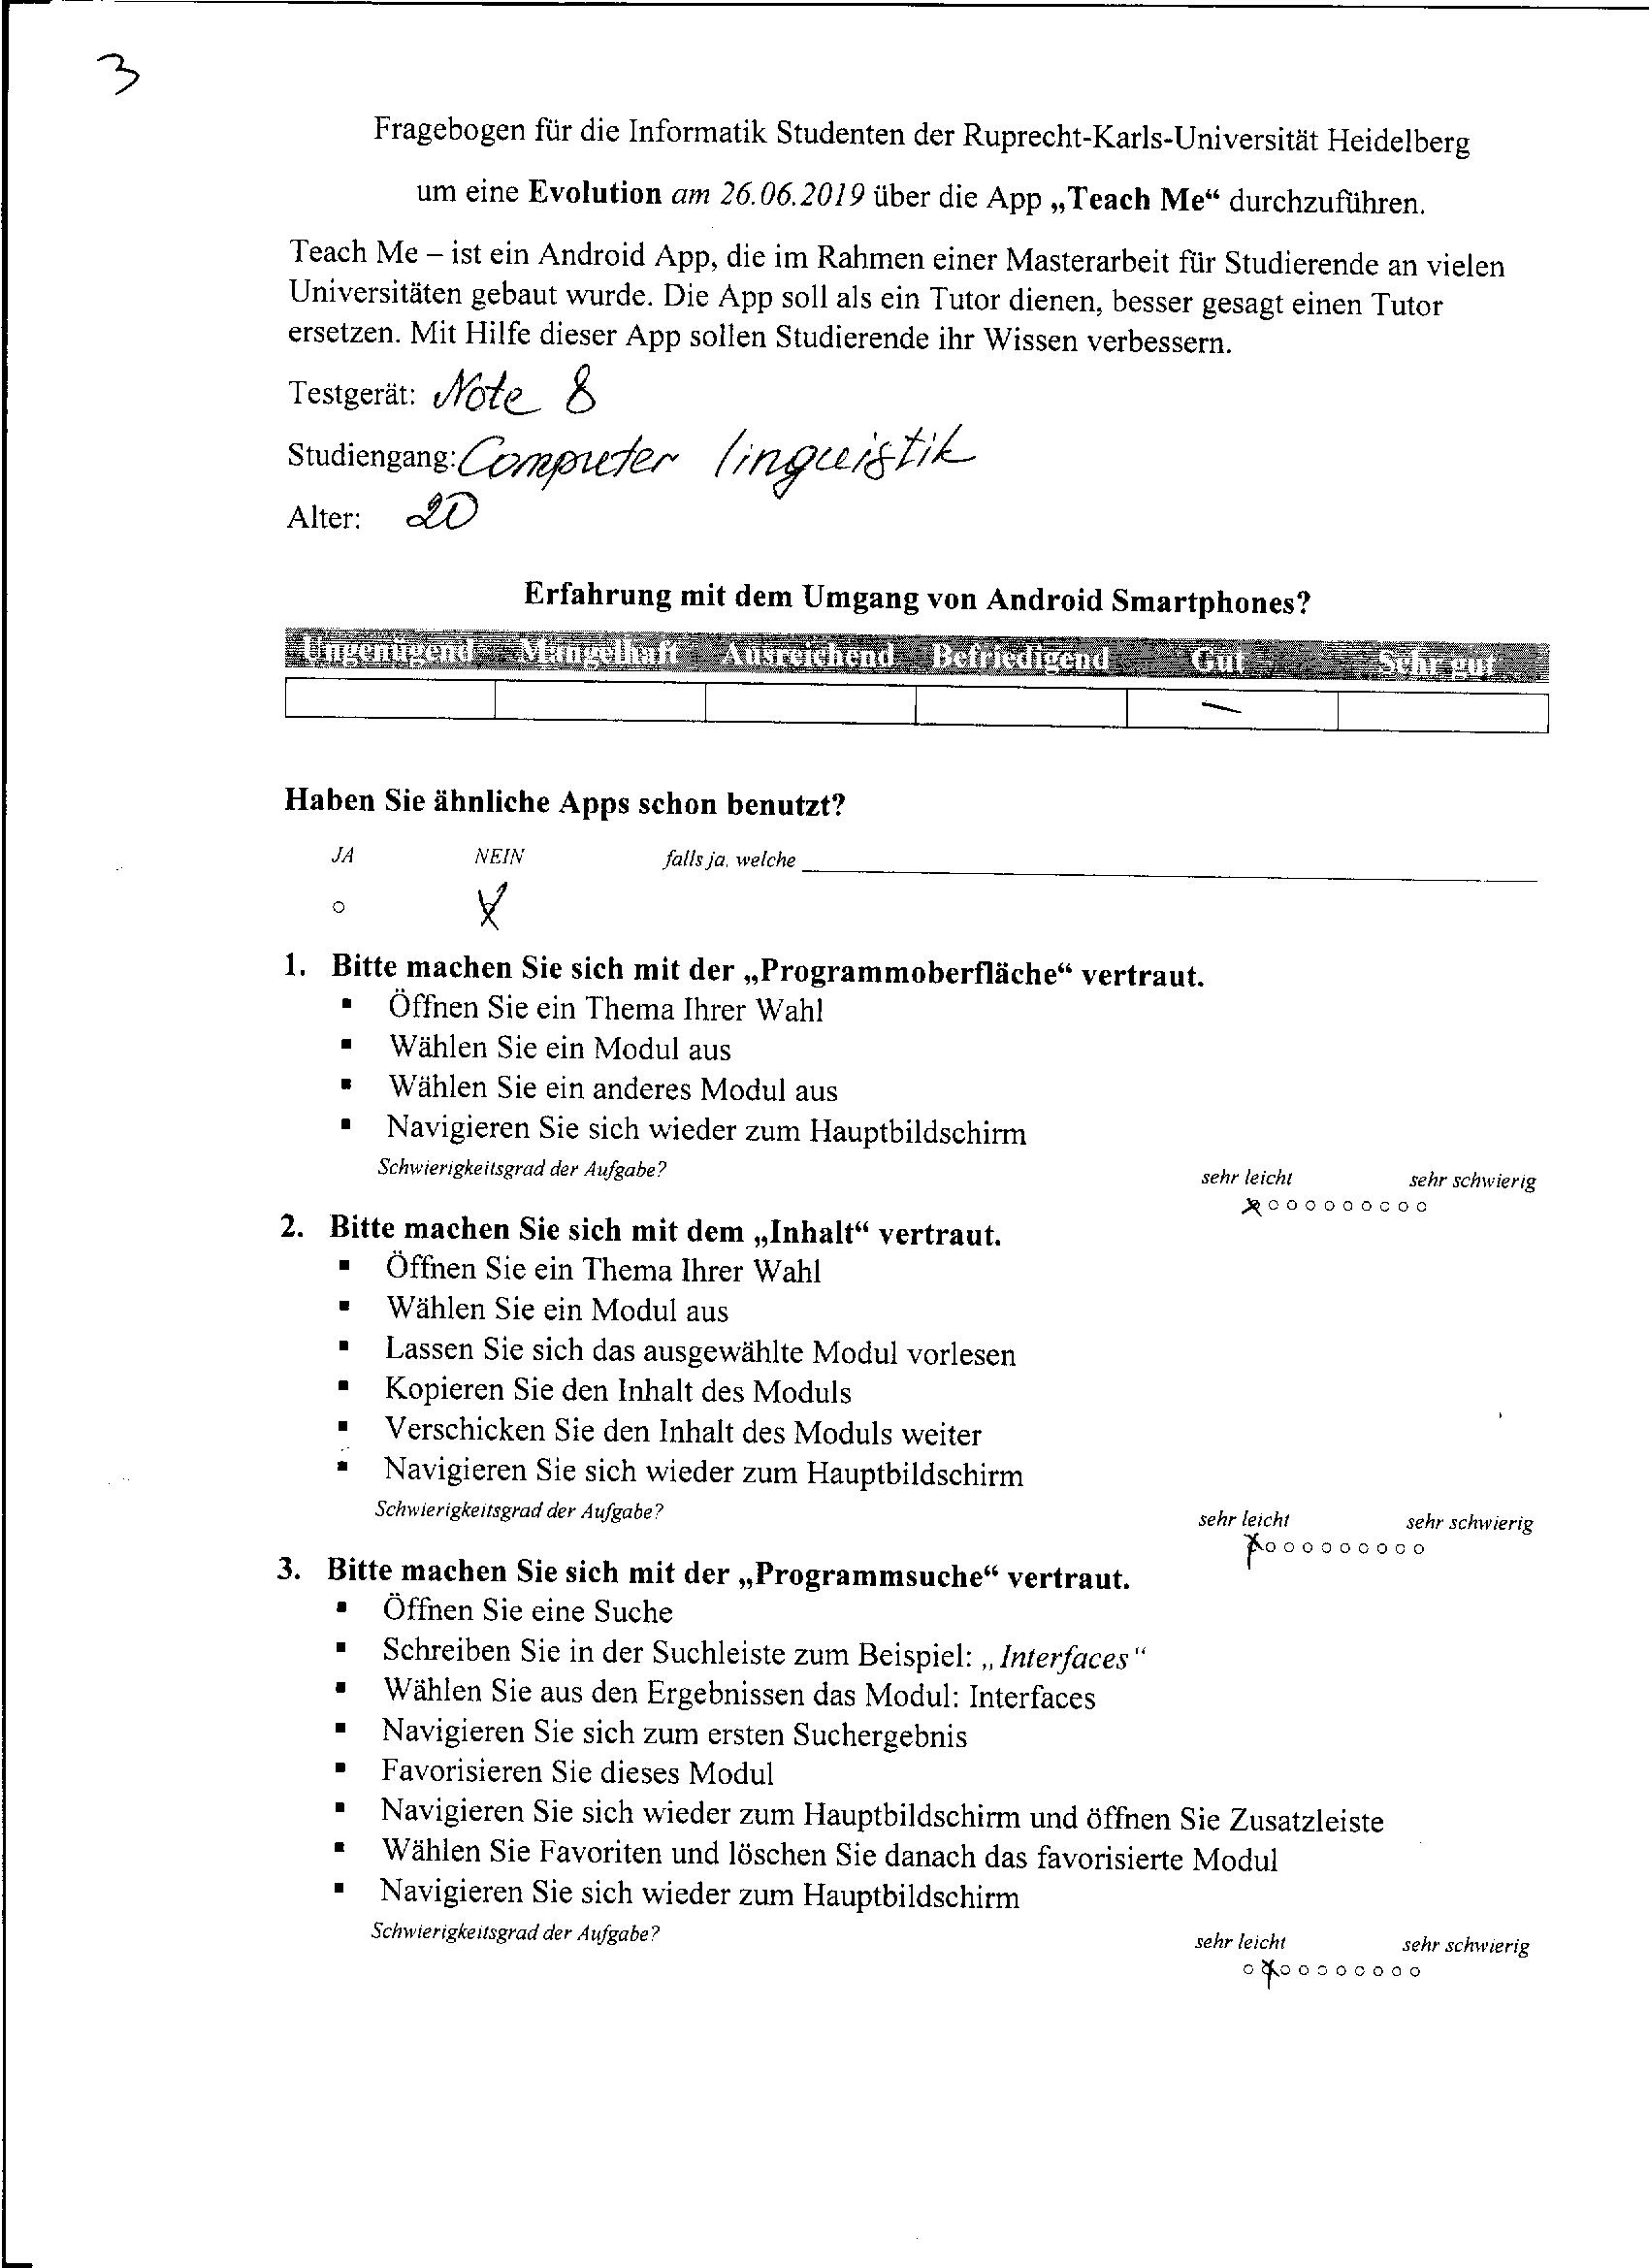 3
Fragebogen für die Informatik Studenten der Ruprecht-Karls-Universität Heidelberg
um eine Evolution am 26.06.2019 über die App „Teach Me“ durchzuführen.
Teach Me – ist ein Android App, die im Rahmen einer Masterarbeit für Studierende an vielen
Universitäten gebaut wurde. Die App soll als ein Tutor dienen, besser gesagt einen Tutor
ersetzen. Mit Hilfe dieser App sollen Studierende ihr Wissen verbessern.
Testgerät: Note 8
Studiengang: Computer linguistik
Alter: 20
Erfahrung mit dem Umgang von Android Smartphones?
Ungenügend Mangelhaft Ausreichend Befriedigend Gut Sehr gut
Haben Sie ähnliche Apps schon benutzt?
JA NEIN falls ja, welche
1. Bitte machen Sie sich mit der „Programmoberfläche“ vertraut.
▪ Öffnen Sie ein Thema Ihrer Wahl
▪ Wählen Sie ein Modul aus
▪ Wählen Sie ein anderes Modul aus
▪ Navigieren Sie sich wieder zum Hauptbildschirm
Schwierigkeitsgrad der Aufgabe? sehr leicht sehr schwierig
2. Bitte machen Sie sich mit dem „Inhalt“ vertraut.
▪ Öffnen Sie ein Thema Ihrer Wahl
▪ Wählen Sie ein Modul aus
▪ Lassen Sie sich das ausgewählte Modul vorlesen
▪ Kopieren Sie den Inhalt des Moduls
▪ Verschicken Sie den Inhalt des Moduls weiter
▪ Navigieren Sie sich wieder zum Hauptbildschirm
Schwierigkeitsgrad der Aufgabe? sehr leicht sehr schwierig
3. Bitte machen Sie sich mit der „Programmsuche“ vertraut.
▪ Öffnen Sie eine Suche
▪ Schreiben Sie in der Suchleiste zum Beispiel: „Interfaces“
▪ Wählen Sie aus den Ergebnissen das Modul: Interfaces
▪ Navigieren Sie sich zum ersten Suchergebnis
▪ Favorisieren Sie dieses Modul
▪ Navigieren Sie sich wieder zum Hauptbildschirm und öffnen Sie Zusatzleiste
▪ Wählen Sie Favoriten und löschen Sie danach das favorisierte Modul
▪ Navigieren Sie sich wieder zum Hauptbildschirm
Schwierigkeitsgrad der Aufgabe? sehr leicht sehr schwierig